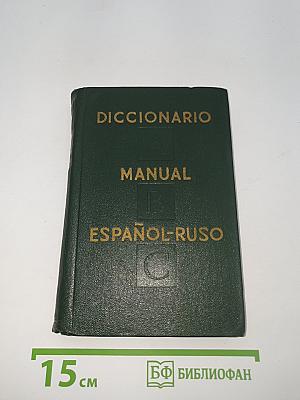 DICCIONARIO
MANUAL
ESPAÑOL-RUSO
С
15 см
БФ БИБЛИОФАН